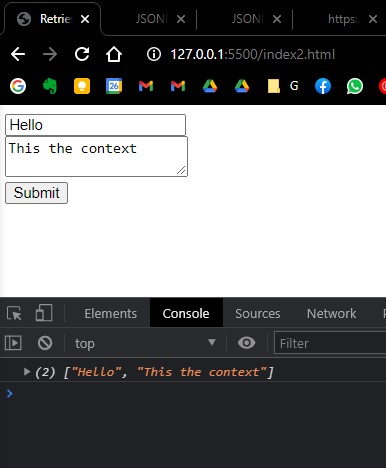 Retrie
JSONI
JSONI
https:
127.0.0.1:5500/index2.html
G
Hello
This the context
Submit
Elements Console Sources Network
top Filter
(2) ["Hello", "This the context"]